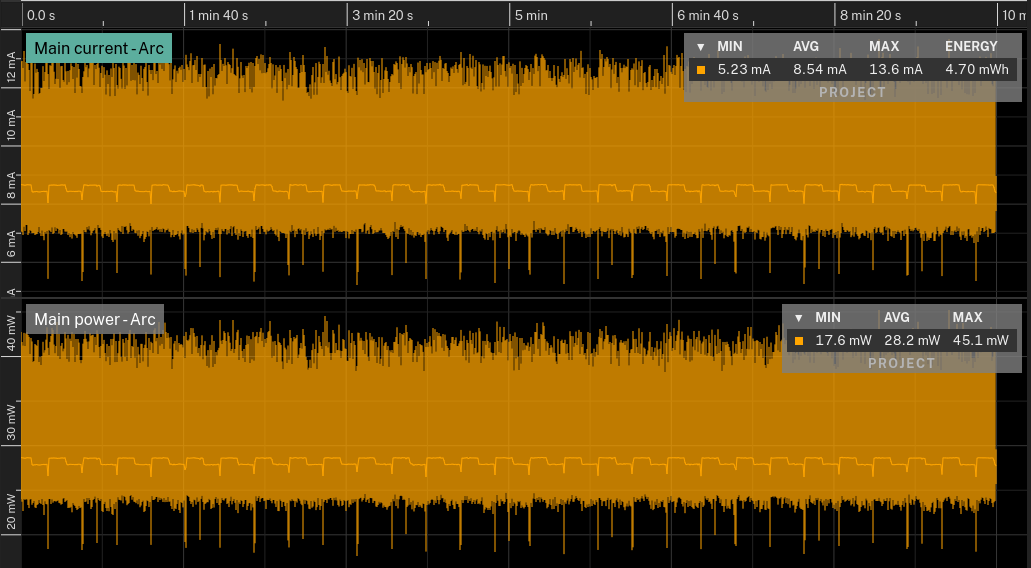 0.0 s 1 min 40 s 3 min 20 s 5 min 6 min 40 s 8 min 20 s 10 m
Main current - Arc
▼ MIN AVG MAX ENERGY
5.23 mA 8.54 mA 13.6 mA 4.70 mWh
PROJECT
12 mA
10 mA
8 mA
6 mA
A
Main power - Arc
▼ MIN AVG MAX
17.6 mW 28.2 mW 45.1 mW
PROJECT
40 mW
30 mW
20 mW